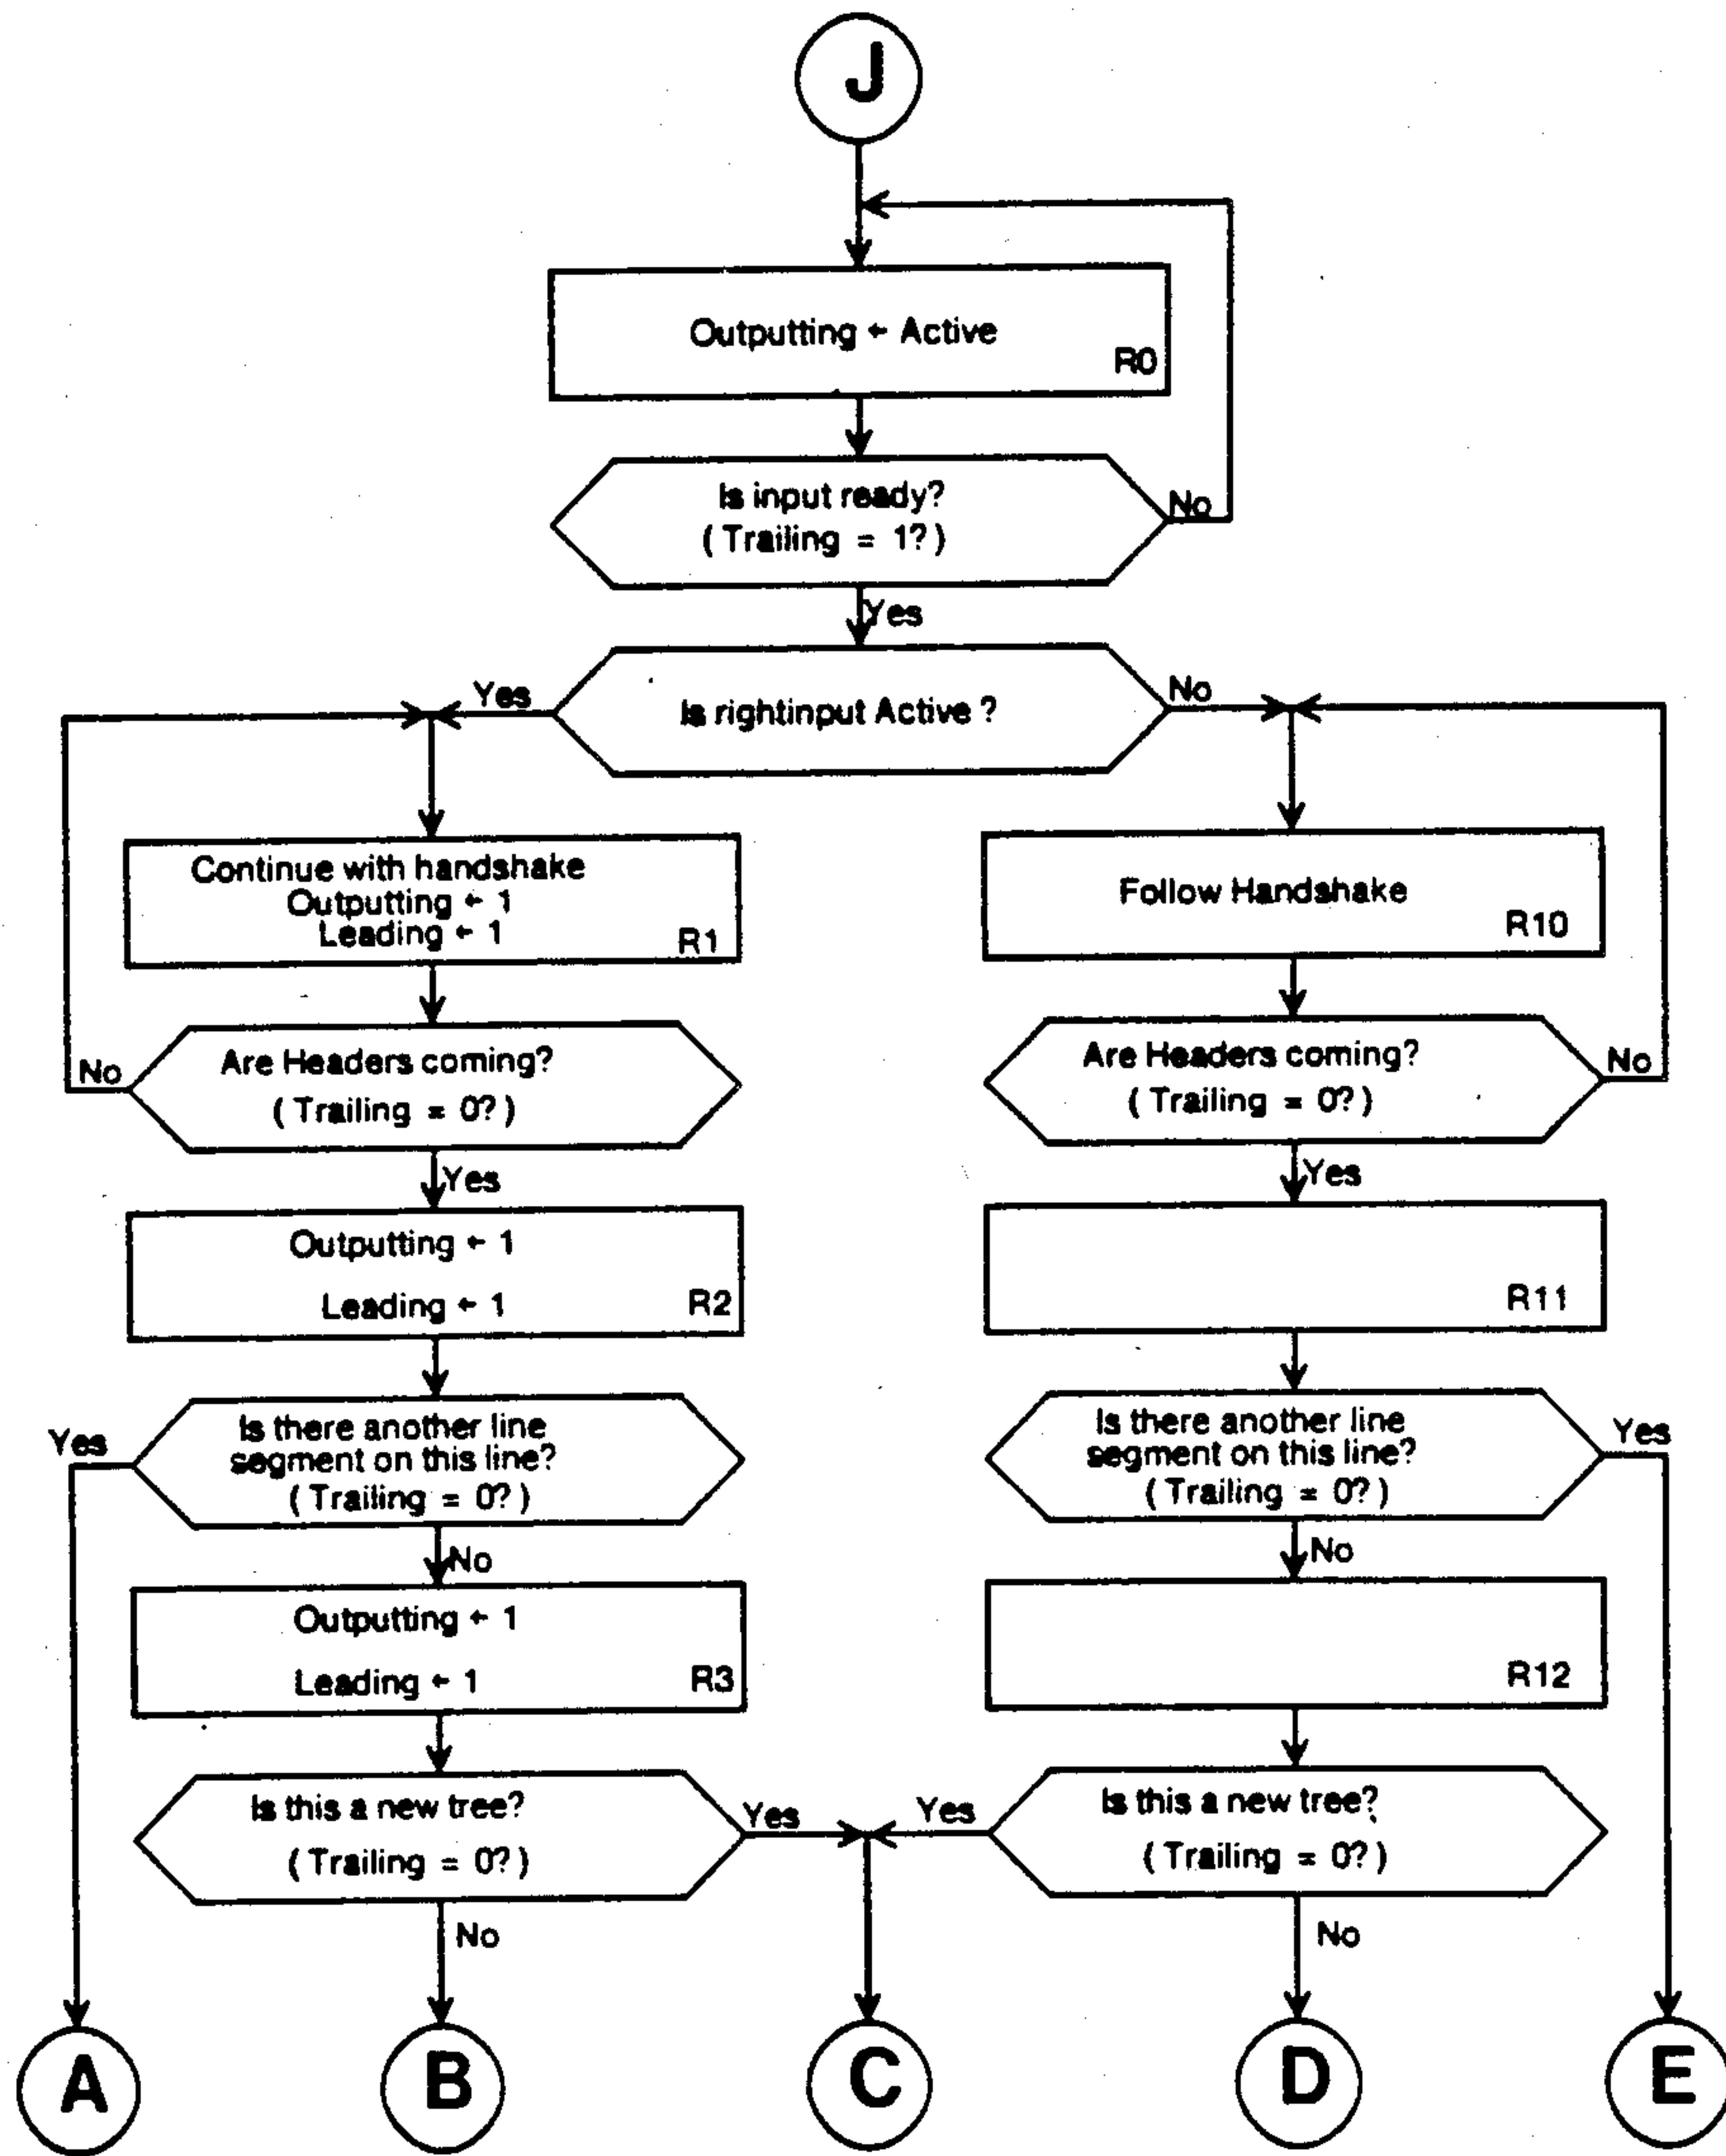 J
Outputting ← Active
R0
Is input ready?
( Trailing = 1? )
No
Yes
Is rightinput Active ?
Yes
No
Continue with handshake
Outputting ← 1
Leading ← 1
R1
Follow Handshake
R10
Are Headers coming?
( Trailing = 0? )
No
Are Headers coming?
( Trailing = 0? )
No
Yes
Yes
Outputting ← 1
Leading ← 1
R2
R11
Is there another line
segment on this line?
( Trailing = 0? )
Yes
Is there another line
segment on this line?
( Trailing = 0? )
Yes
No
No
Outputting ← 1
Leading ← 1
R3
R12
Is this a new tree?
( Trailing = 0? )
Yes
Yes
Is this a new tree?
( Trailing = 0? )
No
No
A
B
C
D
E